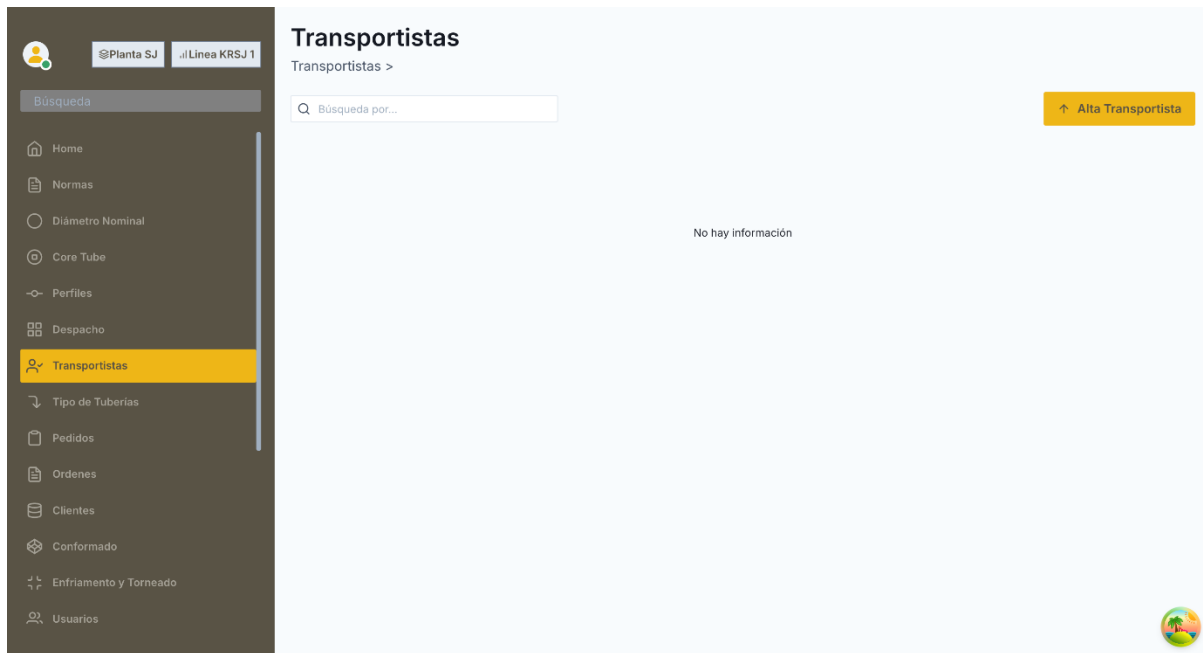 Planta SJ
Linea KRSJ 1
Búsqueda
Home
Normas
Diámetro Nominal
Core Tube
Perfiles
Despacho
Transportistas
Tipo de Tuberías
Pedidos
Ordenes
Clientes
Conformado
Enfriamento y Torneado
Usuarios
Transportistas
Transportistas >
Búsqueda por...
Alta Transportista
No hay información